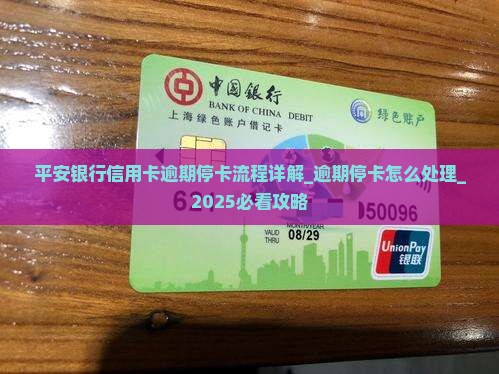 中国银行
BANK OF CHINA DEBIT
上海绿色账户借记卡
绿色账户
平安银行信用卡逾期停卡流程详解_逾期停卡怎么处理_
2025必看攻略
62
50096
MONTH/YEAR
VALID
THRU
08/29
UnionPay
银联